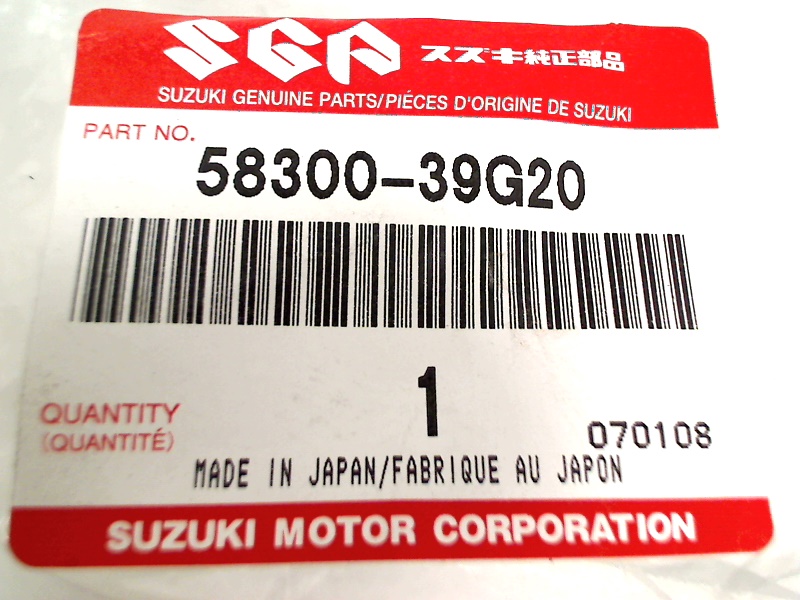 SGP スズキ純正部品
SUZUKI GENUINE PARTS/PIÉCES D'ORIGINE DE SUZUKI
PART NO.
58300-39G20
1
QUANTITY
(QUANTITÉ)
070108
MADE IN JAPAN/FABRIQUE AU JAPON
SUZUKI MOTOR CORPORATION